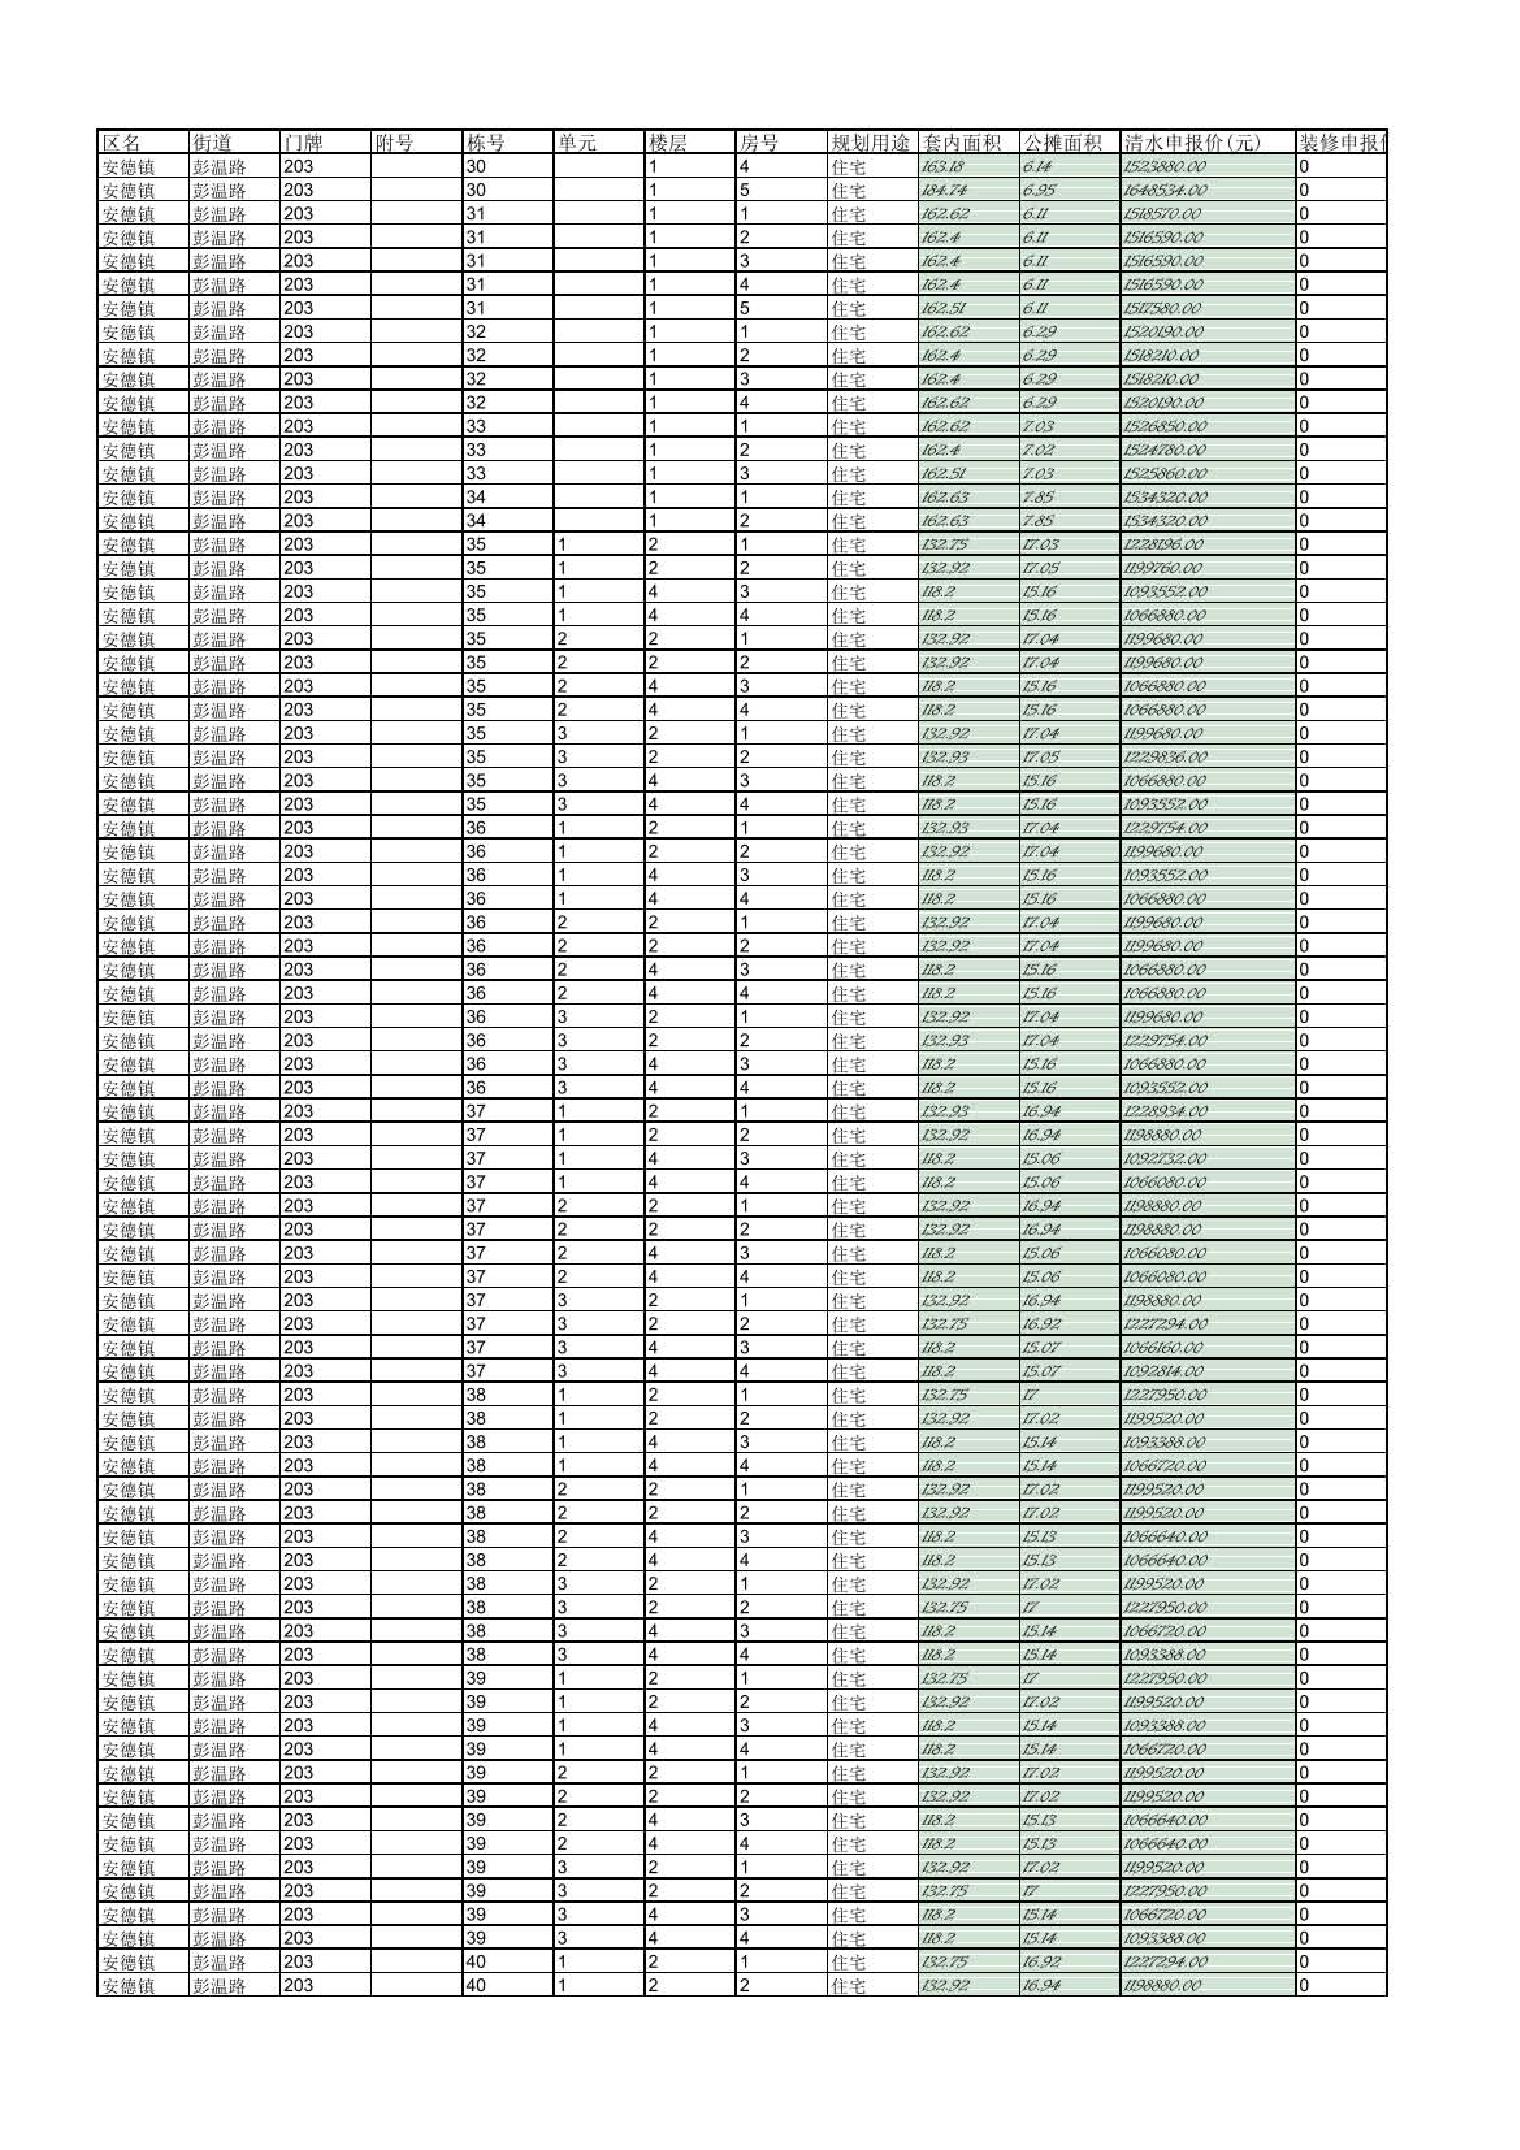 区名 街道 门牌 附号 栋号 单元 楼层 房号 规划用途 套内面积 公摊面积 清水申报价(元) 装修申报
安德镇 彭温路 203 30 1 4 住宅 163.18 6.14 1523880.00 0
安德镇 彭温路 203 30 1 5 住宅 184.74 6.95 1648534.00 0
安德镇 彭温路 203 31 1 1 住宅 162.62 6.11 1518570.00 0
安德镇 彭温路 203 31 1 2 住宅 162.4 6.11 1516590.00 0
安德镇 彭温路 203 31 1 3 住宅 162.4 6.11 1516590.00 0
安德镇 彭温路 203 31 1 4 住宅 162.4 6.11 1516590.00 0
安德镇 彭温路 203 31 1 5 住宅 162.51 6.11 1517580.00 0
安德镇 彭温路 203 32 1 1 住宅 162.62 6.29 1520190.00 0
安德镇 彭温路 203 32 1 2 住宅 162.4 6.29 1518210.00 0
安德镇 彭温路 203 32 1 3 住宅 162.4 6.29 1518210.00 0
安德镇 彭温路 203 32 1 4 住宅 162.62 6.29 1520190.00 0
安德镇 彭温路 203 33 1 1 住宅 162.62 7.03 1526850.00 0
安德镇 彭温路 203 33 1 2 住宅 162.4 7.02 1524780.00 0
安德镇 彭温路 203 33 1 3 住宅 162.51 7.03 1525860.00 0
安德镇 彭温路 203 34 1 1 住宅 162.63 7.85 1534320.00 0
安德镇 彭温路 203 34 1 2 住宅 162.63 7.85 1534320.00 0
安德镇 彭温路 203 35 1 2 1 住宅 132.75 17.03 1228196.00 0
安德镇 彭温路 203 35 1 2 2 住宅 132.92 17.05 1199760.00 0
安德镇 彭温路 203 35 1 4 3 住宅 118.2 15.16 1093552.00 0
安德镇 彭温路 203 35 1 4 4 住宅 118.2 15.16 1066880.00 0
安德镇 彭温路 203 35 2 2 1 住宅 132.92 17.04 1199680.00 0
安德镇 彭温路 203 35 2 2 2 住宅 132.92 17.04 1199680.00 0
安德镇 彭温路 203 35 2 4 3 住宅 118.2 15.16 1066880.00 0
安德镇 彭温路 203 35 2 4 4 住宅 118.2 15.16 1066880.00 0
安德镇 彭温路 203 35 3 2 1 住宅 132.92 17.04 1199680.00 0
安德镇 彭温路 203 35 3 2 2 住宅 132.93 17.05 1229836.00 0
安德镇 彭温路 203 35 3 4 3 住宅 118.2 15.16 1066880.00 0
安德镇 彭温路 203 35 3 4 4 住宅 118.2 15.16 1093552.00 0
安德镇 彭温路 203 36 1 2 1 住宅 132.93 17.04 1229754.00 0
安德镇 彭温路 203 36 1 2 2 住宅 132.92 17.04 1199680.00 0
安德镇 彭温路 203 36 1 4 3 住宅 118.2 15.16 1093552.00 0
安德镇 彭温路 203 36 1 4 4 住宅 118.2 15.16 1066880.00 0
安德镇 彭温路 203 36 2 2 1 住宅 132.92 17.04 1199680.00 0
安德镇 彭温路 203 36 2 2 2 住宅 132.92 17.04 1199680.00 0
安德镇 彭温路 203 36 2 4 3 住宅 118.2 15.16 1066880.00 0
安德镇 彭温路 203 36 2 4 4 住宅 118.2 15.16 1066880.00 0
安德镇 彭温路 203 36 3 2 1 住宅 132.92 17.04 1199680.00 0
安德镇 彭温路 203 36 3 2 2 住宅 132.93 17.04 1229754.00 0
安德镇 彭温路 203 36 3 4 3 住宅 118.2 15.16 1066880.00 0
安德镇 彭温路 203 36 3 4 4 住宅 118.2 15.16 1093552.00 0
安德镇 彭温路 203 37 1 2 1 住宅 132.93 16.94 1228934.00 0
安德镇 彭温路 203 37 1 2 2 住宅 132.92 16.94 1198880.00 0
安德镇 彭温路 203 37 1 4 3 住宅 118.2 15.06 1092732.00 0
安德镇 彭温路 203 37 1 4 4 住宅 118.2 15.06 1066080.00 0
安德镇 彭温路 203 37 2 2 1 住宅 132.92 16.94 1198880.00 0
安德镇 彭温路 203 37 2 2 2 住宅 132.92 16.94 1198880.00 0
安德镇 彭温路 203 37 2 4 3 住宅 118.2 15.06 1066080.00 0
安德镇 彭温路 203 37 2 4 4 住宅 118.2 15.06 1066080.00 0
安德镇 彭温路 203 37 3 2 1 住宅 132.92 16.94 1198880.00 0
安德镇 彭温路 203 37 3 2 2 住宅 132.75 16.92 1227294.00 0
安德镇 彭温路 203 37 3 4 3 住宅 118.2 15.07 1066160.00 0
安德镇 彭温路 203 37 3 4 4 住宅 118.2 15.07 1092814.00 0
安德镇 彭温路 203 38 1 2 1 住宅 132.75 17 1227950.00 0
安德镇 彭温路 203 38 1 2 2 住宅 132.92 17.02 1199520.00 0
安德镇 彭温路 203 38 1 4 3 住宅 118.2 15.14 1093388.00 0
安德镇 彭温路 203 38 1 4 4 住宅 118.2 15.14 1066720.00 0
安德镇 彭温路 203 38 2 2 1 住宅 132.92 17.02 1199520.00 0
安德镇 彭温路 203 38 2 2 2 住宅 132.92 17.02 1199520.00 0
安德镇 彭温路 203 38 2 4 3 住宅 118.2 15.13 1066640.00 0
安德镇 彭温路 203 38 2 4 4 住宅 118.2 15.13 1066640.00 0
安德镇 彭温路 203 38 3 2 1 住宅 132.92 17.02 1199520.00 0
安德镇 彭温路 203 38 3 2 2 住宅 132.75 17 1227950.00 0
安德镇 彭温路 203 38 3 4 3 住宅 118.2 15.14 1066720.00 0
安德镇 彭温路 203 38 3 4 4 住宅 118.2 15.14 1093388.00 0
安德镇 彭温路 203 39 1 2 1 住宅 132.75 17 1227950.00 0
安德镇 彭温路 203 39 1 2 2 住宅 132.92 17.02 1199520.00 0
安德镇 彭温路 203 39 1 4 3 住宅 118.2 15.14 1093388.00 0
安德镇 彭温路 203 39 1 4 4 住宅 118.2 15.14 1066720.00 0
安德镇 彭温路 203 39 2 2 1 住宅 132.92 17.02 1199520.00 0
安德镇 彭温路 203 39 2 2 2 住宅 132.92 17.02 1199520.00 0
安德镇 彭温路 203 39 2 4 3 住宅 118.2 15.13 1066640.00 0
安德镇 彭温路 203 39 2 4 4 住宅 118.2 15.13 1066640.00 0
安德镇 彭温路 203 39 3 2 1 住宅 132.92 17.02 1199520.00 0
安德镇 彭温路 203 39 3 2 2 住宅 132.75 17 1227950.00 0
安德镇 彭温路 203 39 3 4 3 住宅 118.2 15.14 1066720.00 0
安德镇 彭温路 203 39 3 4 4 住宅 118.2 15.14 1093388.00 0
安德镇 彭温路 203 40 1 2 1 住宅 132.75 16.92 1227294.00 0
安德镇 彭温路 203 40 1 2 2 住宅 132.92 16.94 1198880.00 0